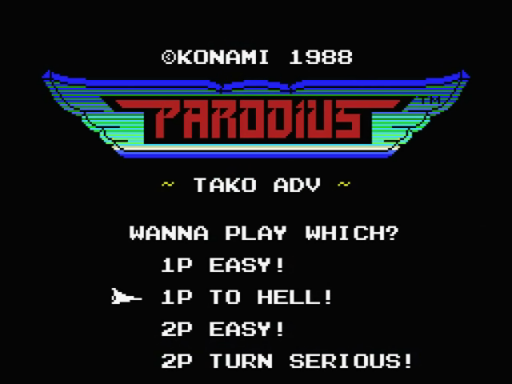 ©KONAMI 1988
PARODIUS TM
~ TAKO ADV ~
WANNA PLAY WHICH?
1P EASY!
1P TO HELL!
2P EASY!
2P TURN SERIOUS!